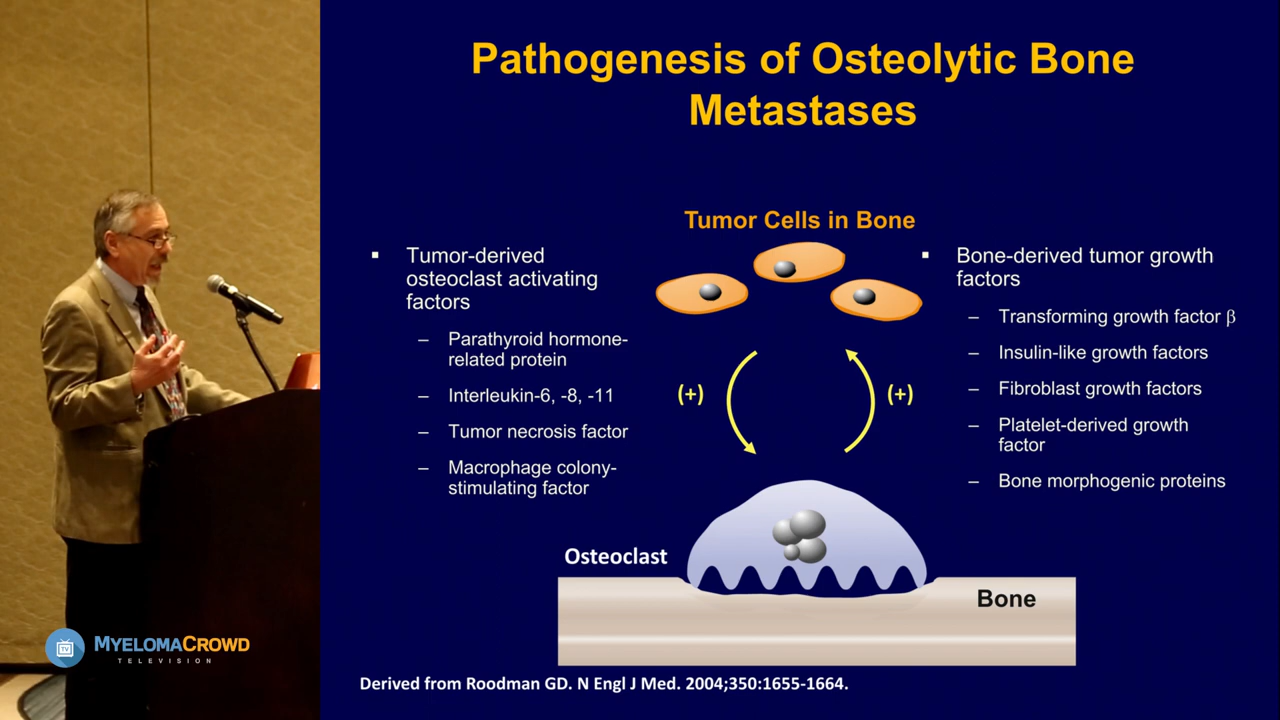 Pathogenesis of Osteolytic Bone
Metastases
Tumor Cells in Bone
▪ Tumor-derived
osteoclast activating
factors
– Parathyroid hormone-
related protein
– Interleukin-6, -8, -11
– Tumor necrosis factor
– Macrophage colony-
stimulating factor
(+)
(+)
▪ Bone-derived tumor growth
factors
– Transforming growth factor β
– Insulin-like growth factors
– Fibroblast growth factors
– Platelet-derived growth
factor
– Bone morphogenic proteins
Osteoclast
Bone
TV
MYELOMACROWD
TELEVISION
Derived from Roodman GD. N Engl J Med. 2004;350:1655-1664.